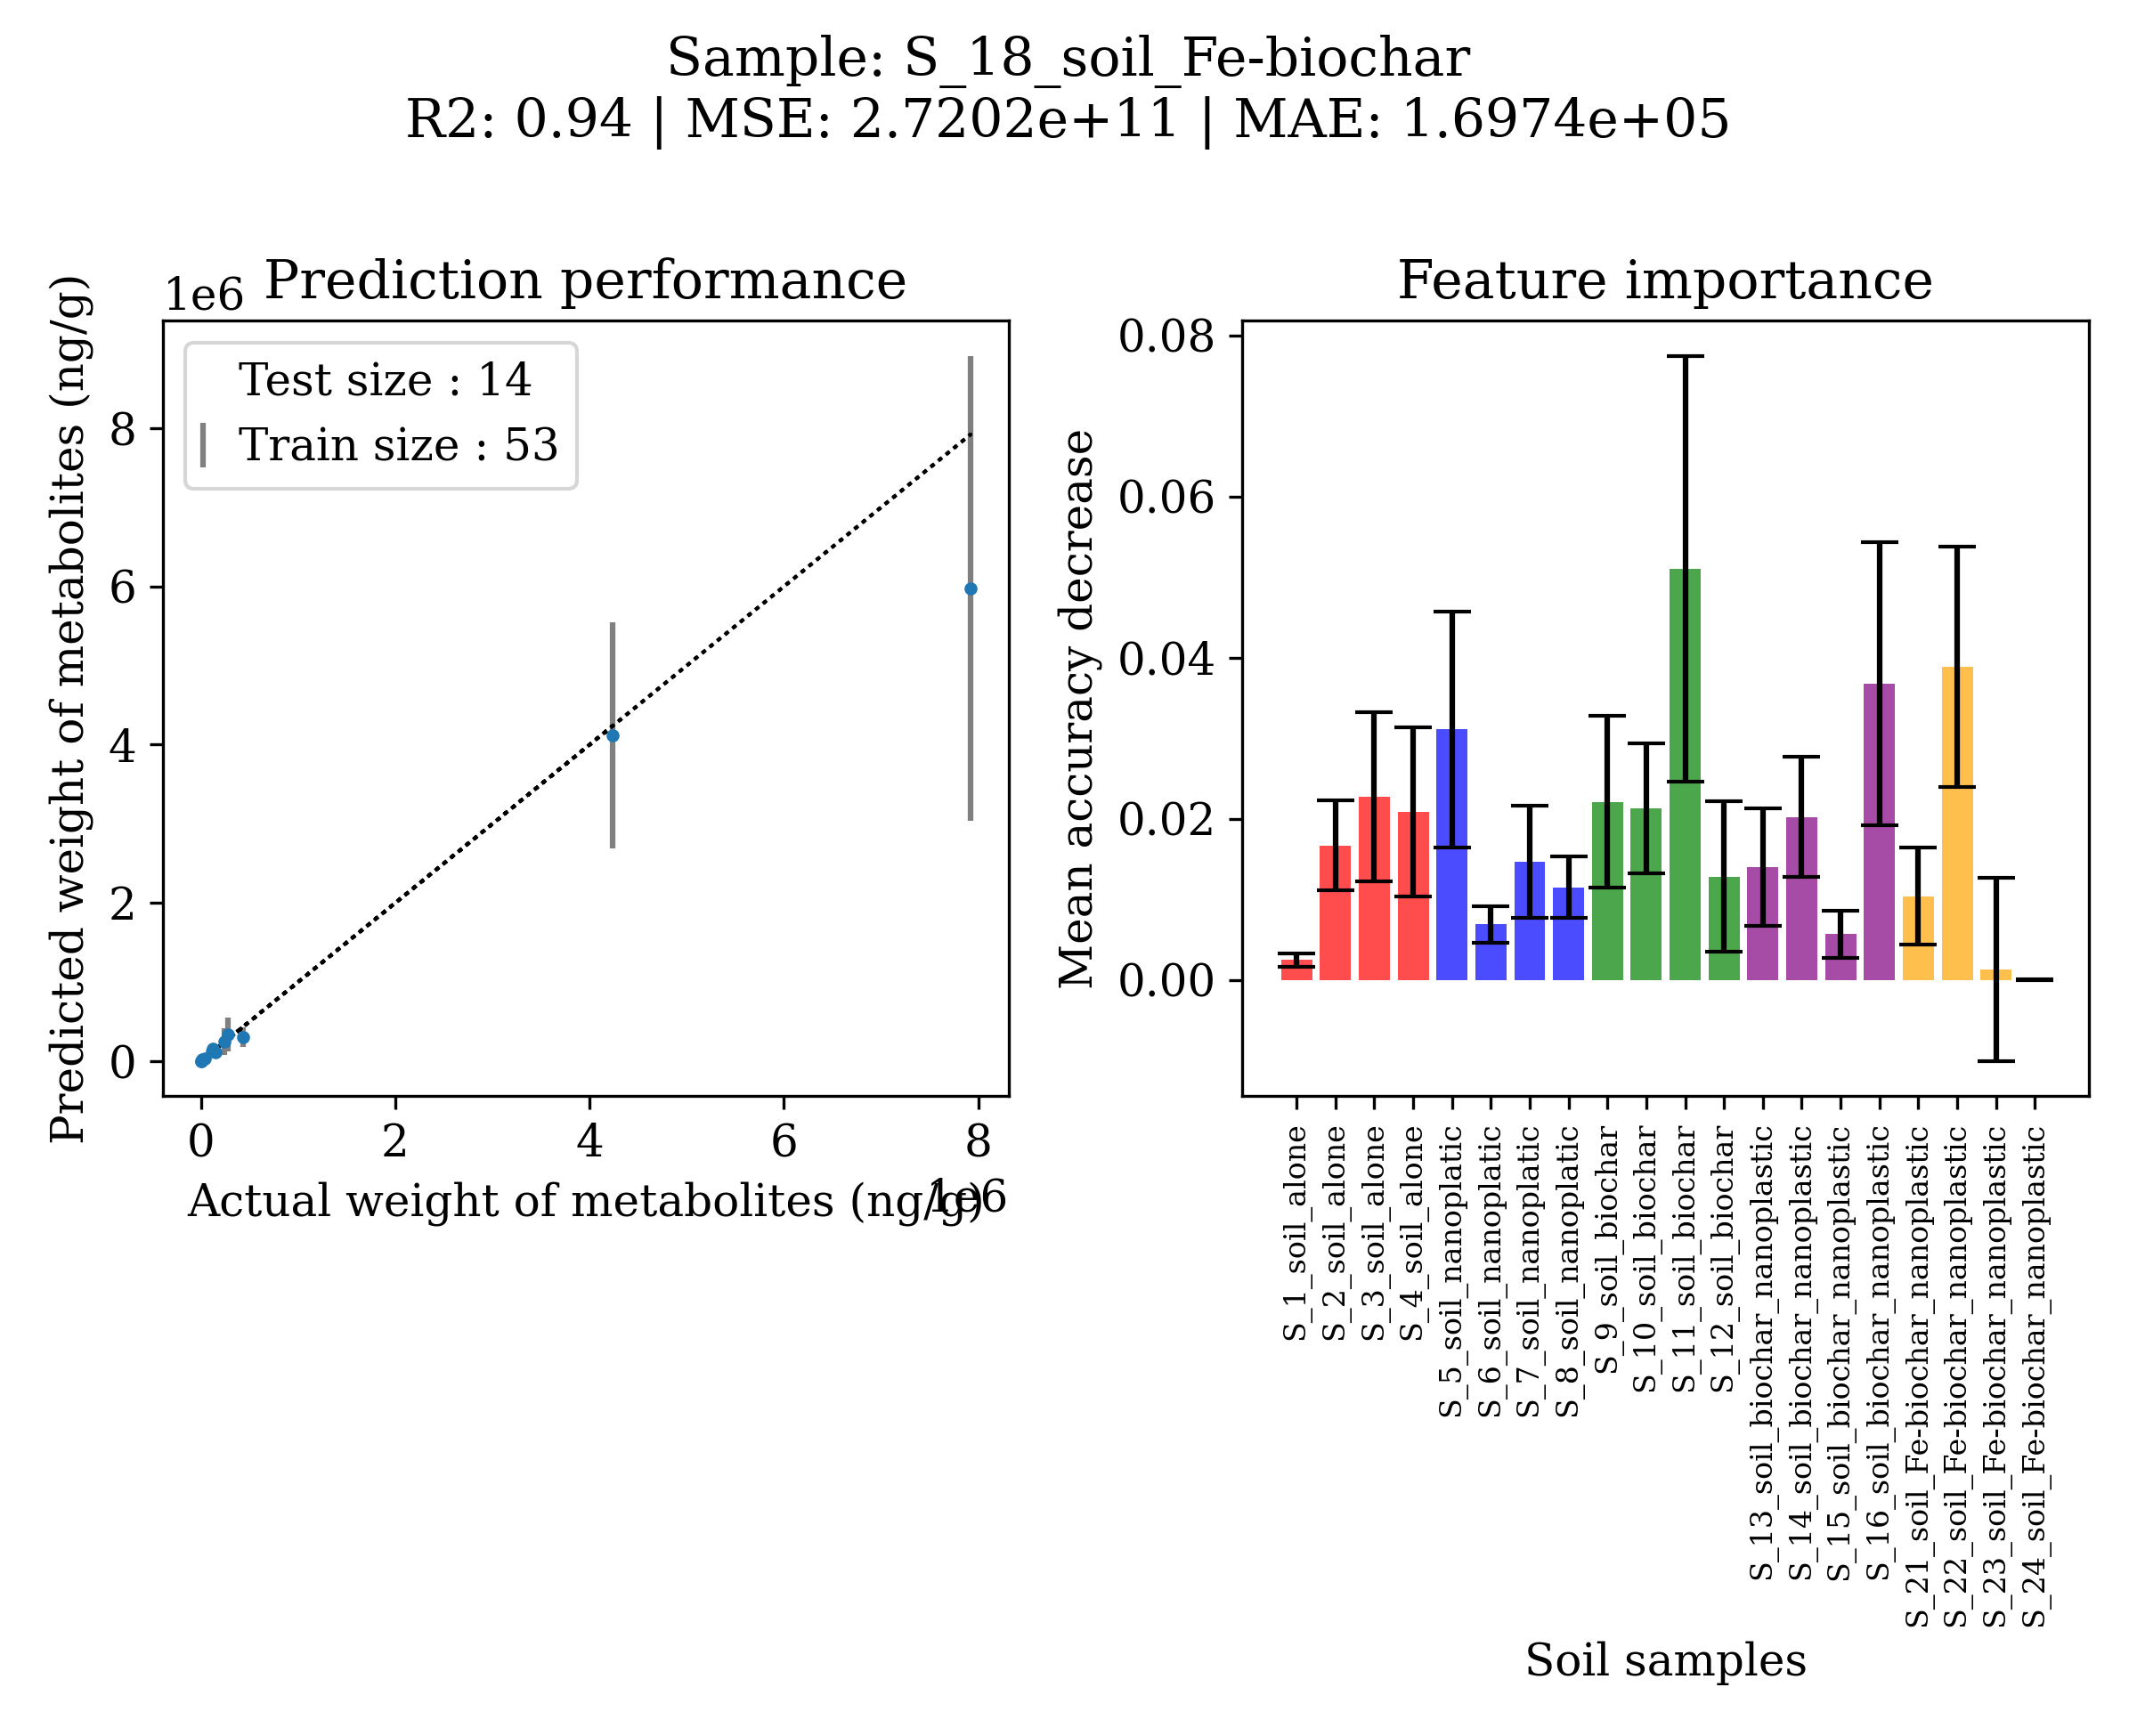 Sample: S_18_soil_Fe-biochar
R2: 0.94 | MSE: 2.7202e+11 | MAE: 1.6974e+05
Prediction performance
1e6
Predicted weight of metabolites (ng/g)
Test size : 14
Train size : 53
8
6
4
2
0
0
2
4
6
8
Actual weight of metabolites (ng/g)
1e6
Feature importance
Mean accuracy decrease
0.08
0.06
0.04
0.02
0.00
S_1_soil_alone
S_2_soil_alone
S_3_soil_alone
S_4_soil_alone
S_5_soil_nanoplatic
S_6_soil_nanoplatic
S_7_soil_nanoplatic
S_8_soil_nanoplatic
S_9_soil_biochar
S_10_soil_biochar
S_11_soil_biochar
S_12_soil_biochar
S_13_soil_biochar_nanoplastic
S_14_soil_biochar_nanoplastic
S_15_soil_biochar_nanoplastic
S_16_soil_biochar_nanoplastic
S_21_soil_Fe-biochar_nanoplastic
S_22_soil_Fe-biochar_nanoplastic
S_23_soil_Fe-biochar_nanoplastic
S_24_soil_Fe-biochar_nanoplastic
Soil samples